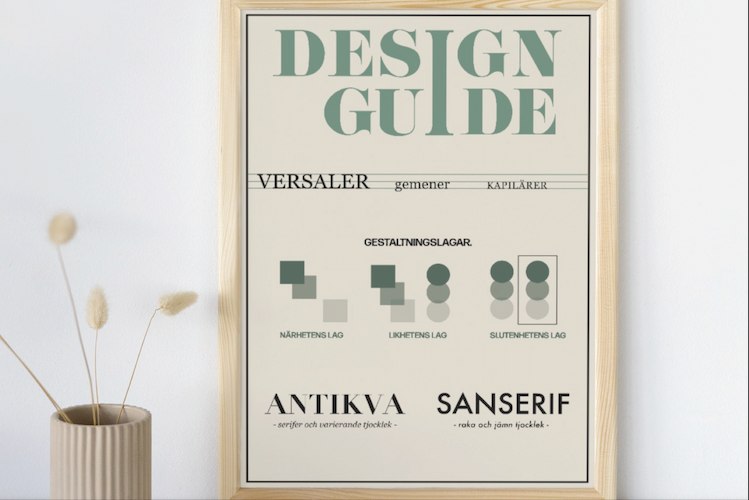 DESIGN
GUIDE
VERSALER gemener KAPILÄRER
GESTALTNINGSLAGAR.
NÄRHETENS LAG LIKHETENS LAG SLUTENHETENS LAG
ANTIKVA SANSERIF
- serifer och varierande tjocklek - - raka och jämn tjocklek -